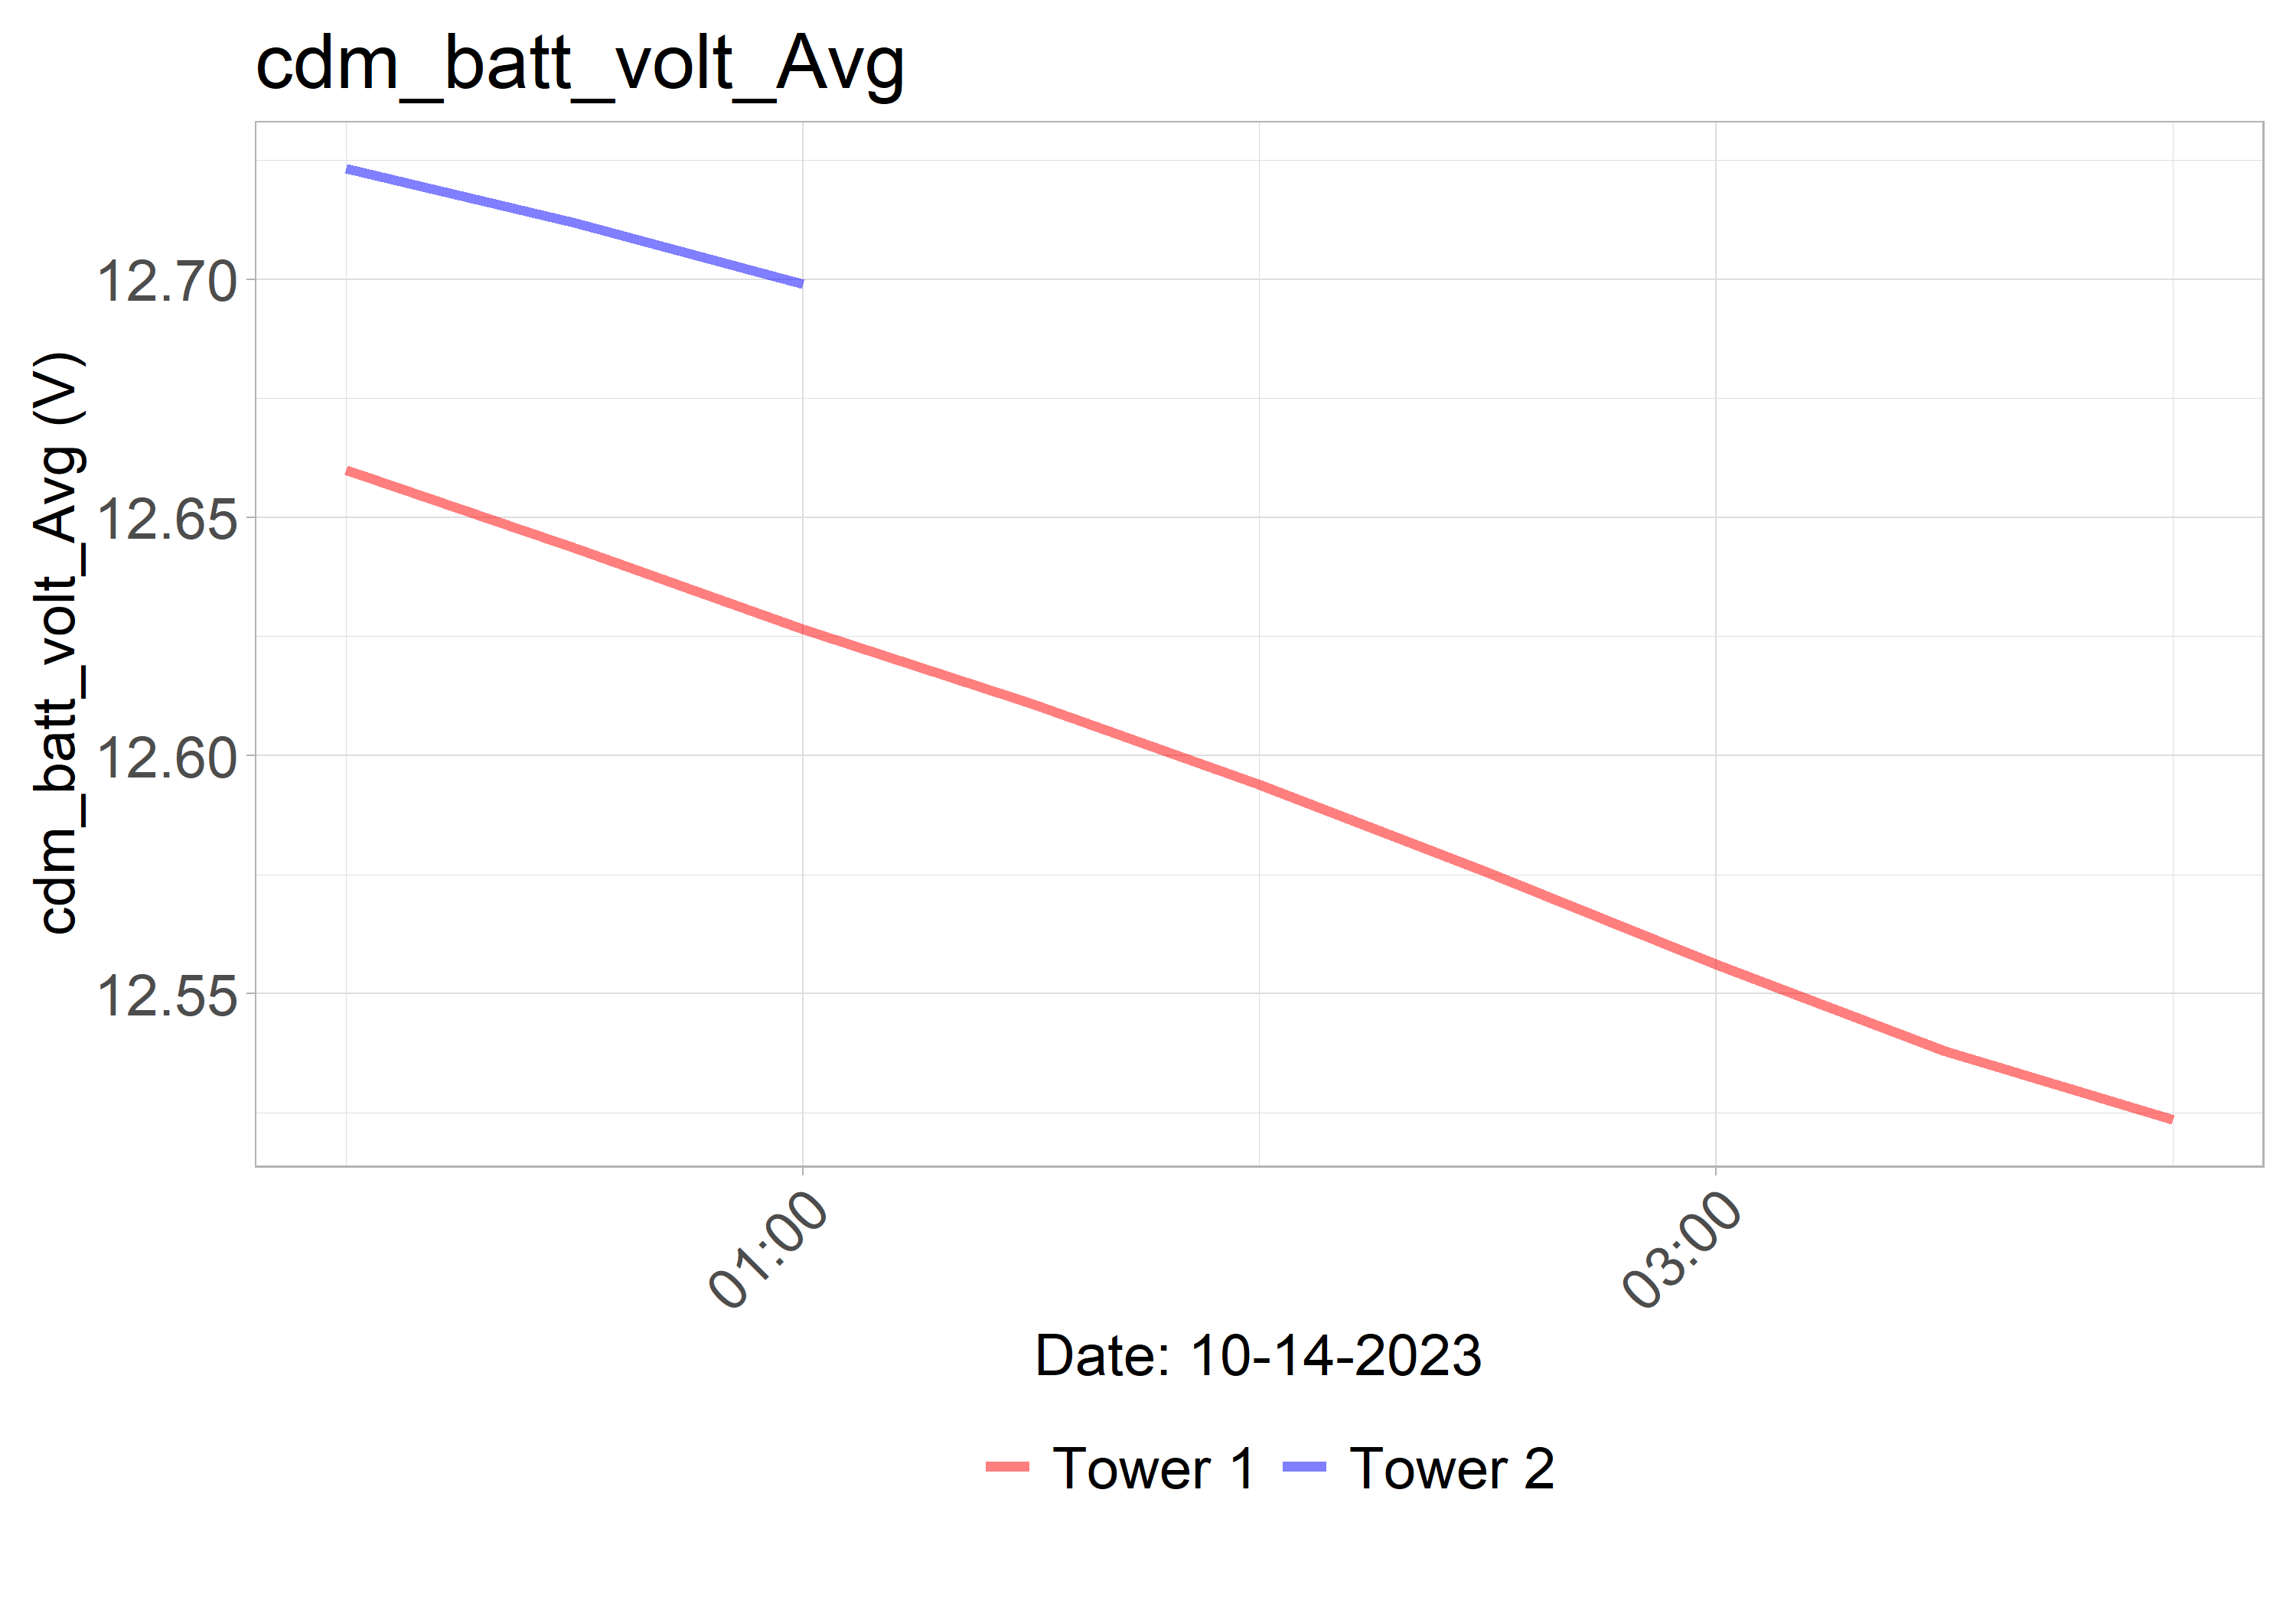 cdm_batt_volt_Avg
cdm_batt_volt_Avg (V)
12.70
12.65
12.60
12.55
01:00
03:00
Date: 10-14-2023
Tower 1
Tower 2